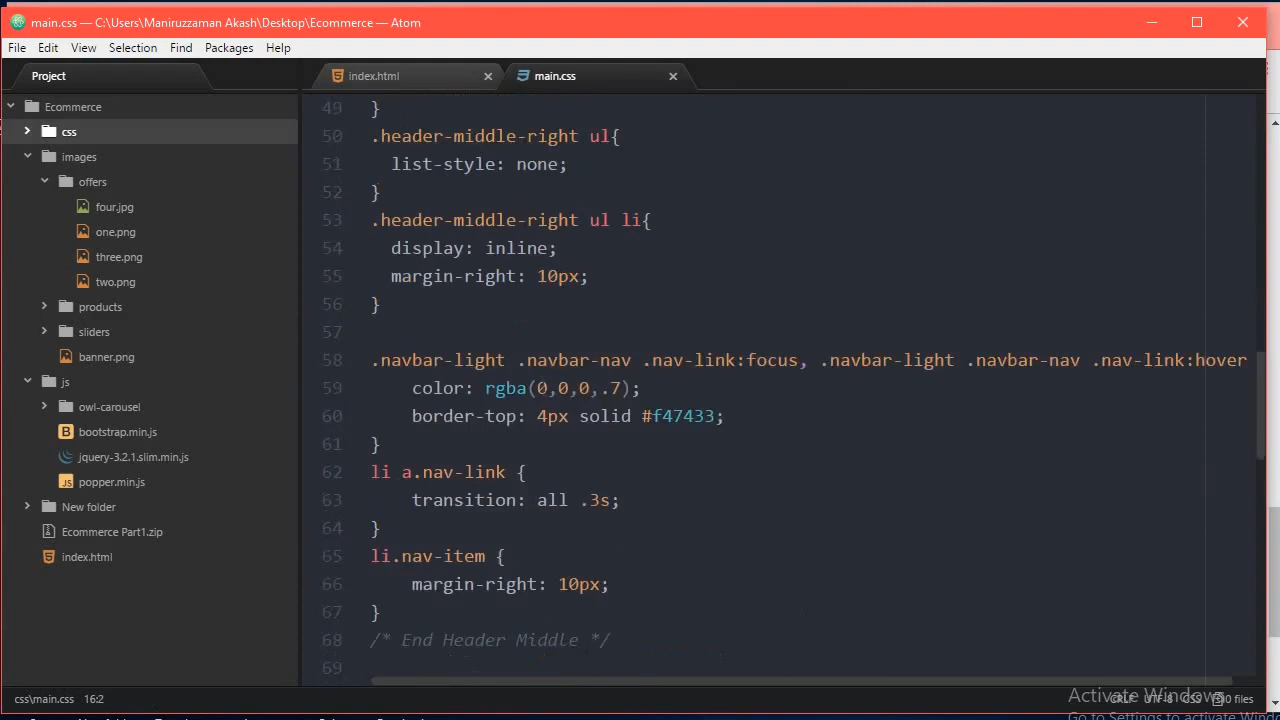 main.css — C:\Users\Maniruzzaman Akash\Desktop\Ecommerce — Atom
File Edit View Selection Find Packages Help
Project
index.html
main.css
Ecommerce
css
images
offers
four.jpg
one.png
three.png
two.png
products
sliders
banner.png
js
owl-carousel
bootstrap.min.js
jquery-3.2.1.slim.min.js
popper.min.js
New folder
Ecommerce Part1.zip
index.html
49 }
50 .header-middle-right ul{
51 list-style: none;
52 }
53 .header-middle-right ul li{
54 display: inline;
55 margin-right: 10px;
56 }
57
58 .navbar-light .navbar-nav .nav-link:focus, .navbar-light .navbar-nav .nav-link:hover
59 color: rgba(0,0,0,.7);
60 border-top: 4px solid #f47433;
61 }
62 li a.nav-link {
63 transition: all .3s;
64 }
65 li.nav-item {
66 margin-right: 10px;
67 }
68 /* End Header Middle */
69
css\main.css 16:2
CRLF UTF-8 CSS 0 files
Activate Windows
Go to Settings to activate Wind